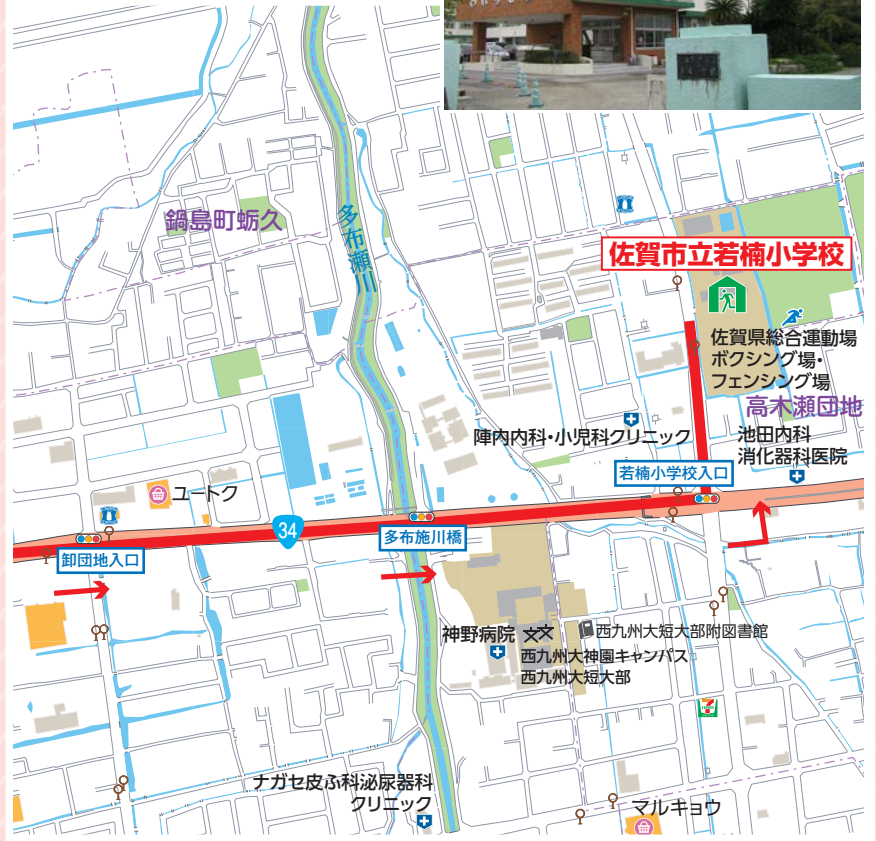 鍋島町蛎久
多布瀬川
佐賀市立若楠小学校
佐賀県総合運動場
ボクシング場・
フェンシング場
高木瀬団地
陣内内科・小児科クリニック
池田内科
消化器科医院
若楠小学校入口
ユートク
34
多布施川橋
卸団地入口
神野病院
西九州大短大部附図書館
西九州大神園キャンパス
西九州大短大部
ナガセ皮ふ科泌尿器科
クリニック
マルキョウ